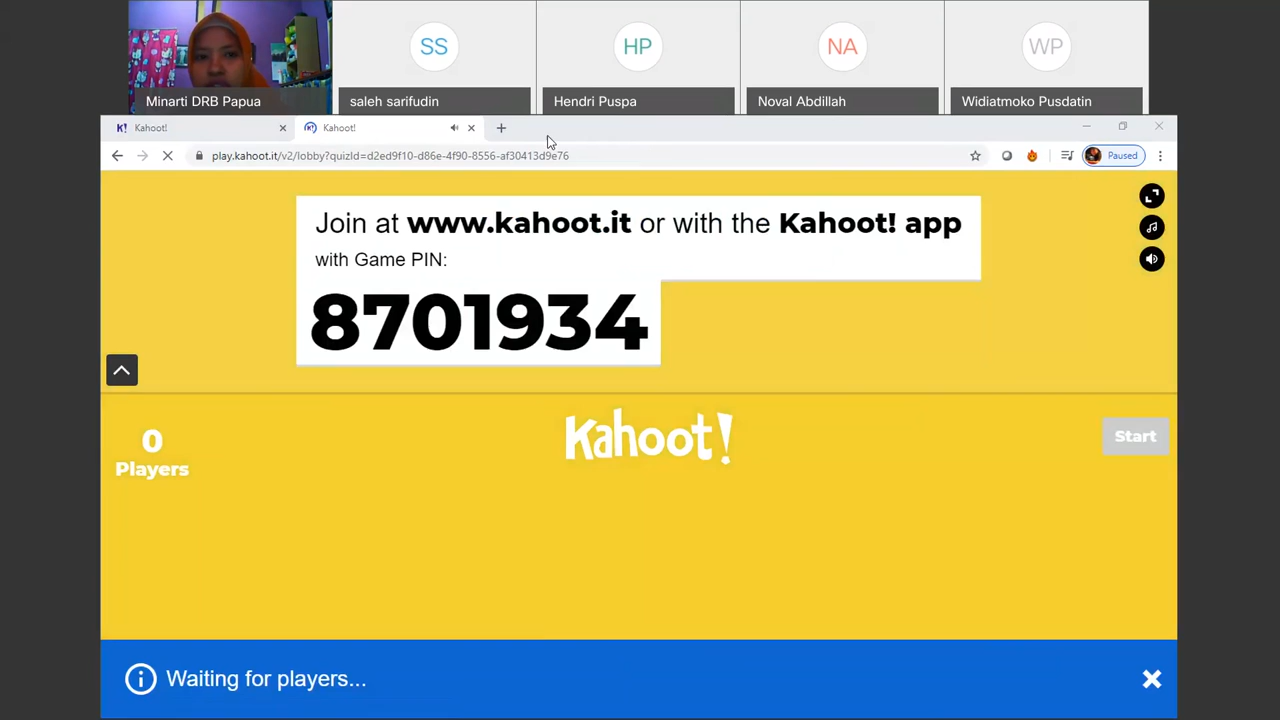 SS
HP
NA
WP
Minarti DRB Papua
saleh sarifudin
Hendri Puspa
Noval Abdillah
Widiatmoko Pusdatin
K! Kahoot!
K! Kahoot!
play.kahoot.it/v2/lobby?quizId=d2ed9f10-d86e-4f90-8556-af30413d9e76
Paused
Join at www.kahoot.it or with the Kahoot! app
with Game PIN:
8701934
0
Players
Kahoot!
Start
Waiting for players...